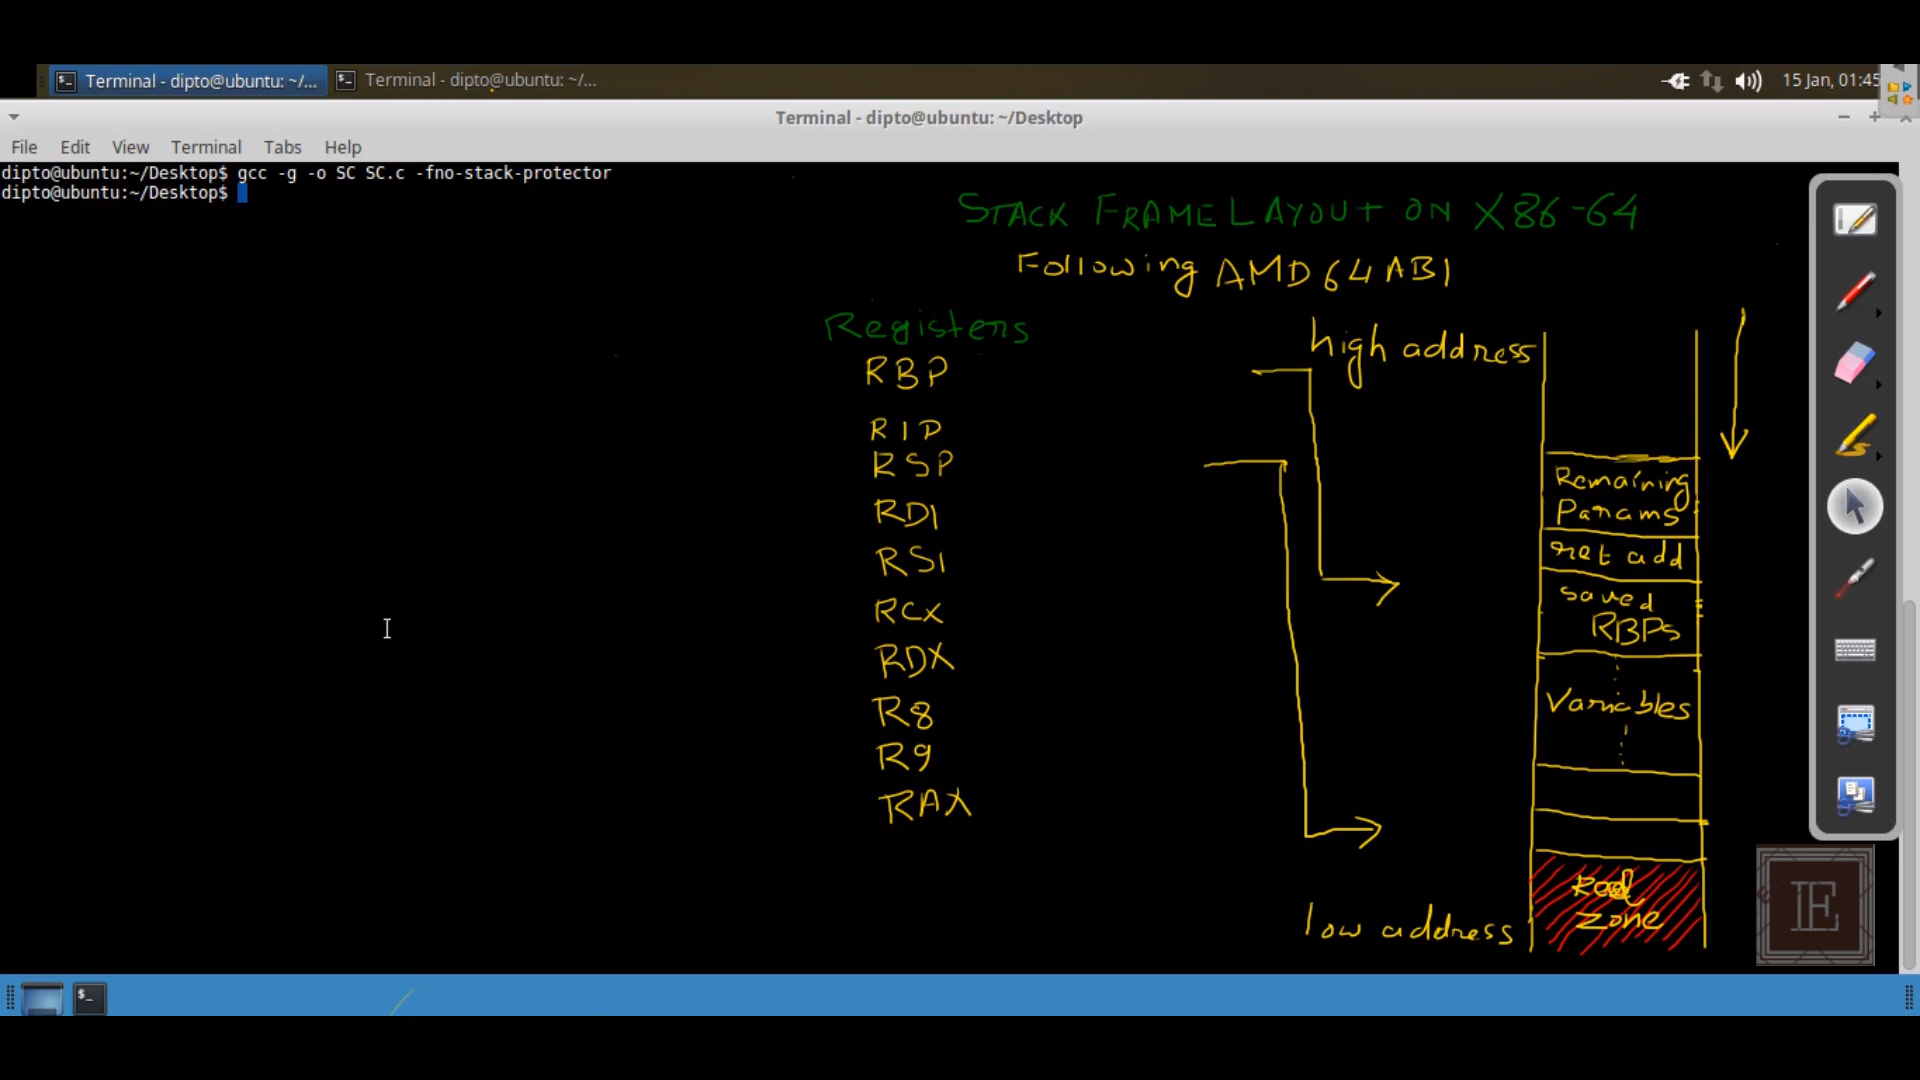 Terminal - dipto@ubuntu: ~/...
Terminal - dipto@ubuntu: ~/...
15 Jan, 01:45
Terminal - dipto@ubuntu: ~/Desktop
File Edit View Terminal Tabs Help
dipto@ubuntu:~/Desktop$ gcc -g -o SC SC.c -fno-stack-protector
dipto@ubuntu:~/Desktop$
STACK FRAME LAYOUT ON X86-64
Following AMD64 ABI
Registers
RBP
RIP
RSP
RDI
RSI
RCX
RDX
R8
R9
RAX
high address
Remaining
Params
ret add
saved
RBPs
Variables
Red
Zone
low address
IE